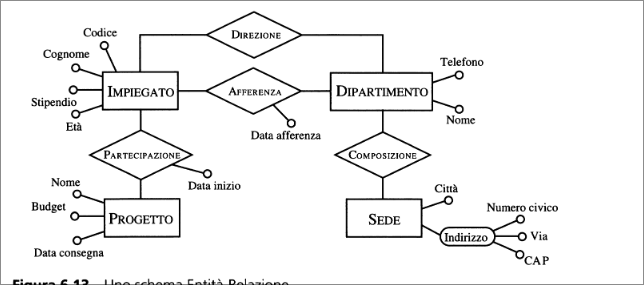 DIREZIONE
Codice
Cognome
Stipendio
Età
IMPIEGATO
AFFERENZA
Data afferenza
DIPARTIMENTO
Telefono
Nome
PARTECIPAZIONE
Data inizio
COMPOSIZIONE
Nome
Budget
Data consegna
PROGETTO
SEDE
Città
Indirizzo
Numero civico
Via
CAP
Figura 6.13 Uno schema Entità-Relazione